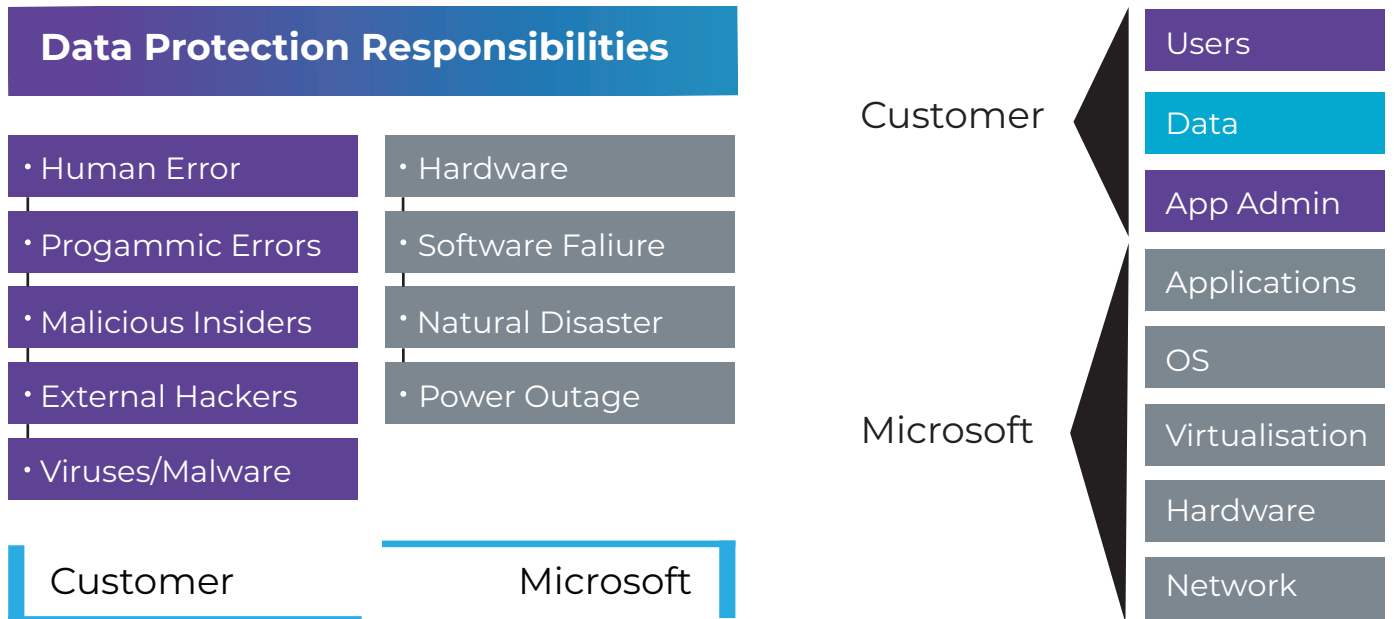 Data Protection Responsibilities
· Human Error
· Progammic Errors
· Malicious Insiders
· External Hackers
· Viruses/Malware
Customer
· Hardware
· Software Faliure
· Natural Disaster
· Power Outage
Microsoft
Customer
Users
Data
App Admin
Microsoft
Applications
OS
Virtualisation
Hardware
Network